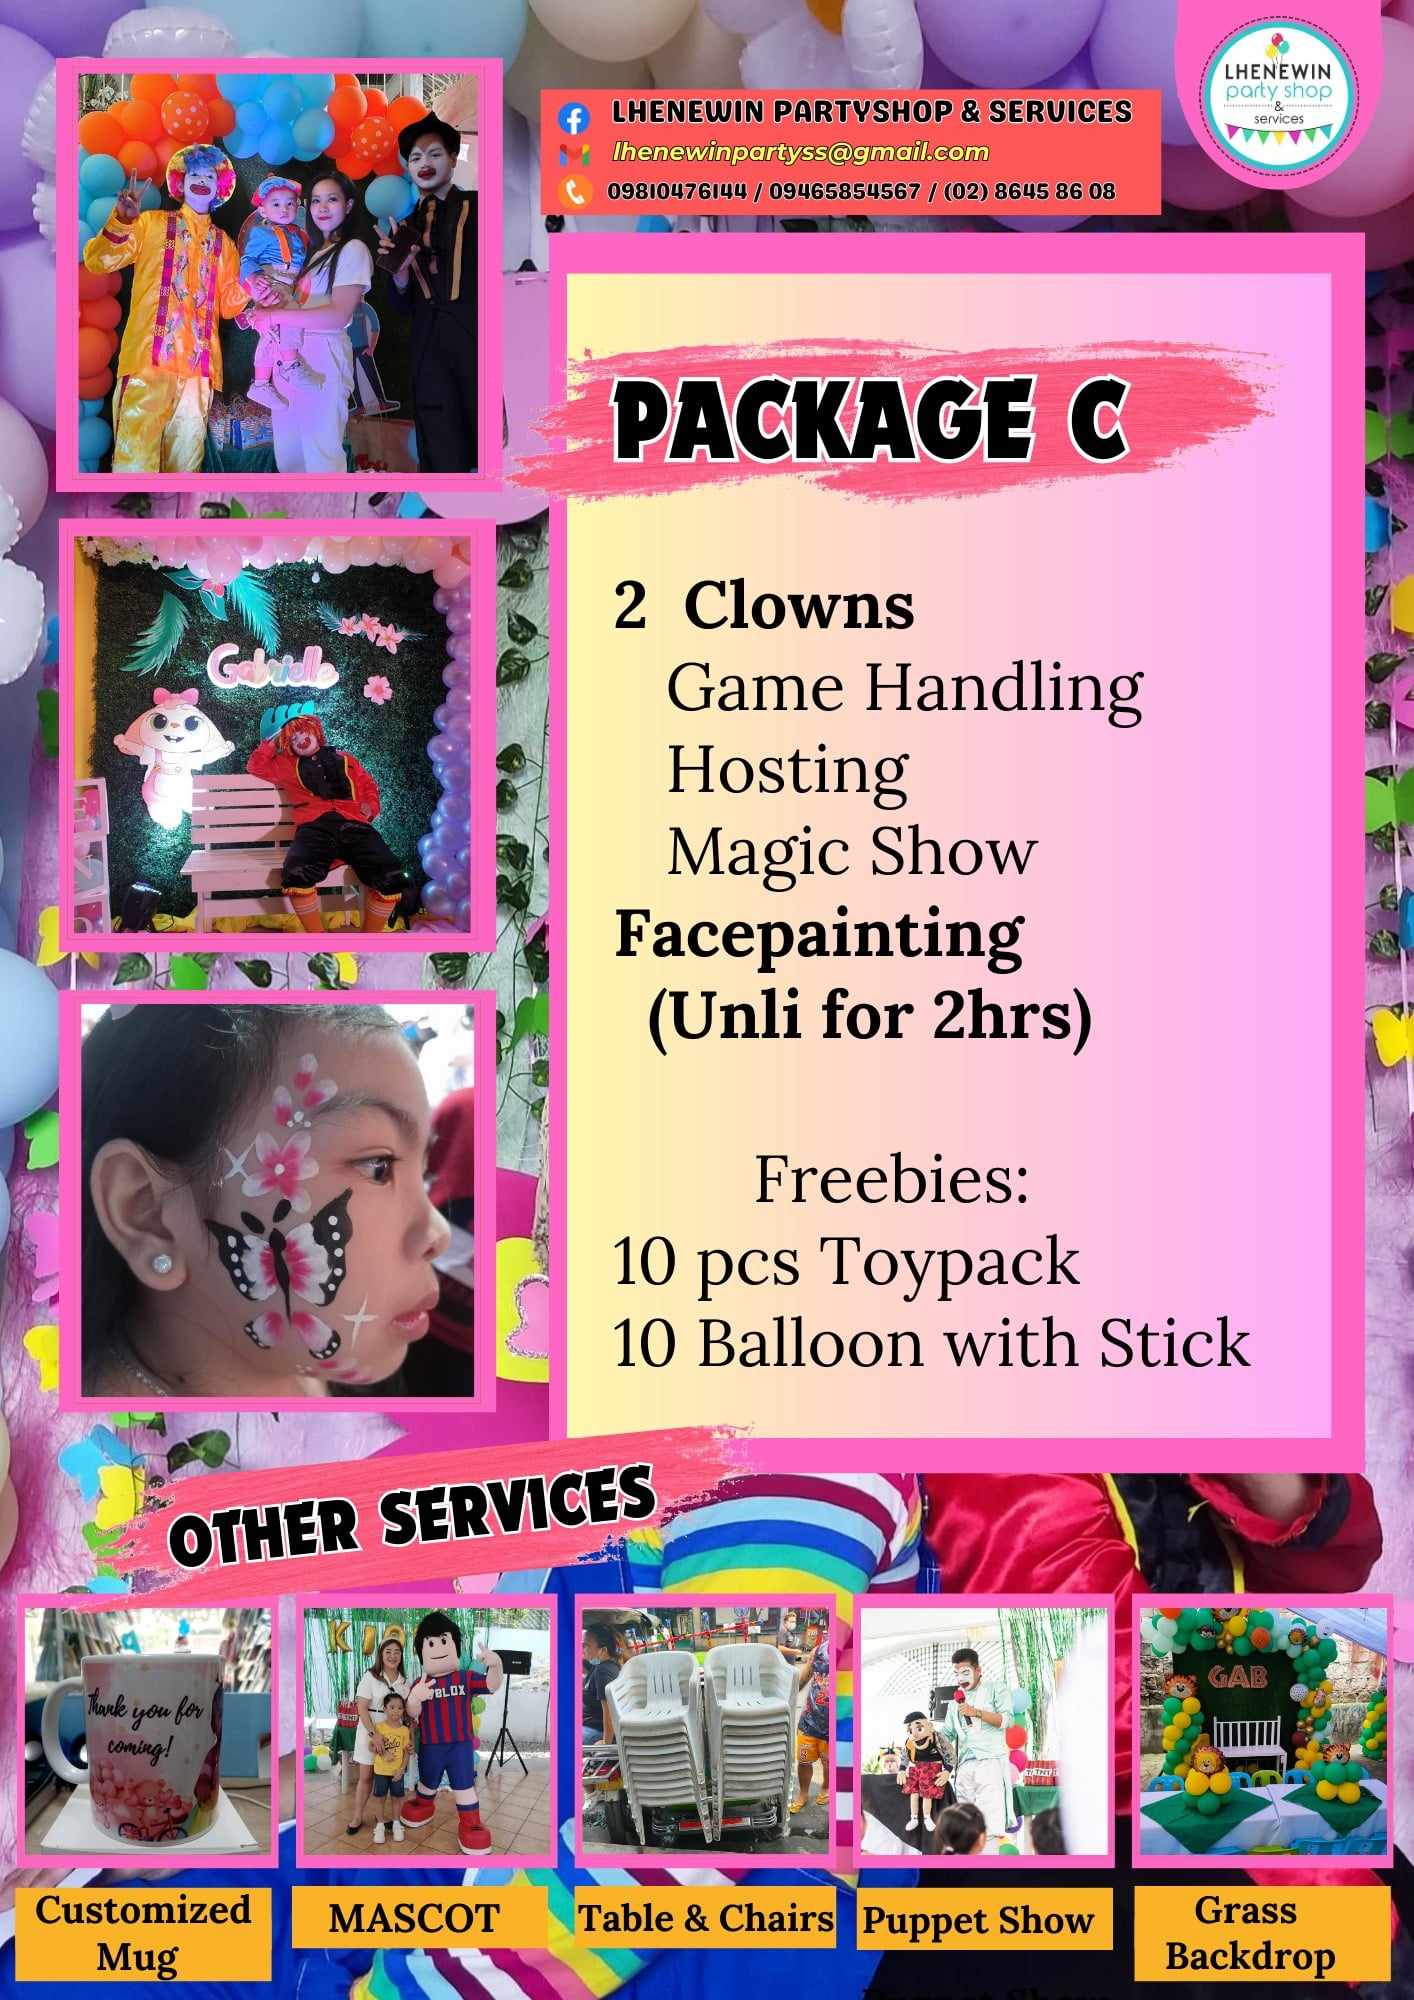 LHENEWIN
party shop
&
services
LHENEWIN PARTYSHOP & SERVICES
lhenewinpartyss@gmail.com
09810476144 / 09465854567 / (02) 8645 86 08
PACKAGE C
2 Clowns
Game Handling
Hosting
Magic Show
Facepainting
(Unli for 2hrs)
Freebies:
10 pcs Toypack
10 Balloon with Stick
Gabrielle
OTHER SERVICES
Thank you for
coming!
BLOX
GAB
Customized
Mug
MASCOT
Table & Chairs
Puppet Show
Grass
Backdrop